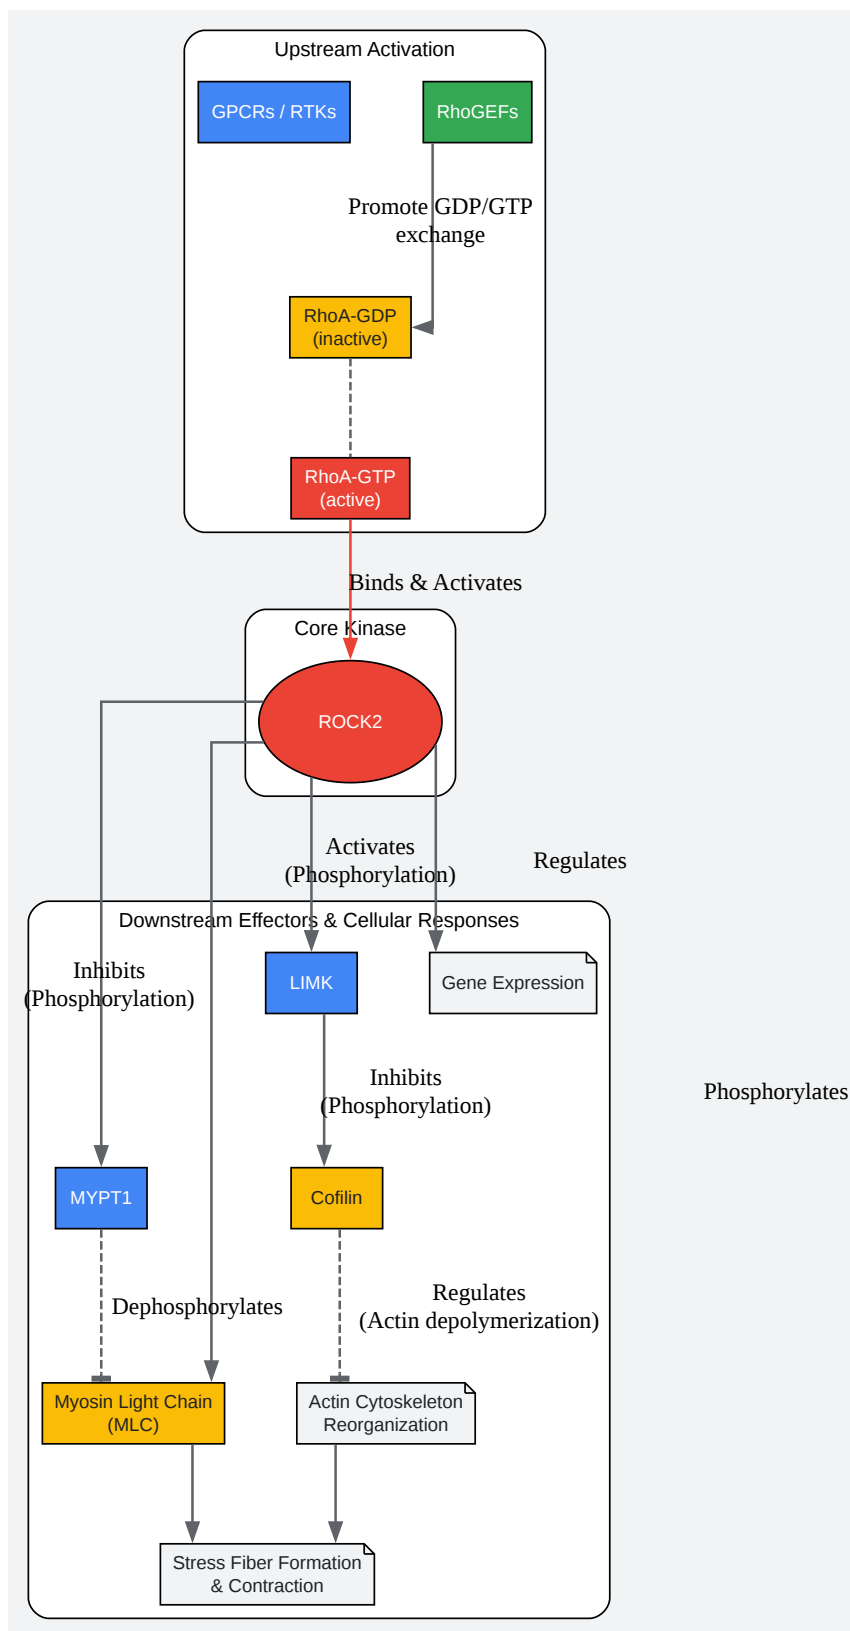 Upstream Activation
GPCRs / RTKs
RhoGEFs
Promote GDP/GTP
exchange
RhoA-GDP
(inactive)
RhoA-GTP
(active)
Binds & Activates
Core Kinase
ROCK2
Activates
(Phosphorylation)
Regulates
Downstream Effectors & Cellular Responses
Inhibits
(Phosphorylation)
LIMK
Gene Expression
Inhibits
(Phosphorylation)
Phosphorylates
MYPT1
Cofilin
Dephosphorylates
Regulates
(Actin depolymerization)
Myosin Light Chain
(MLC)
Actin Cytoskeleton
Reorganization
Stress Fiber Formation
& Contraction